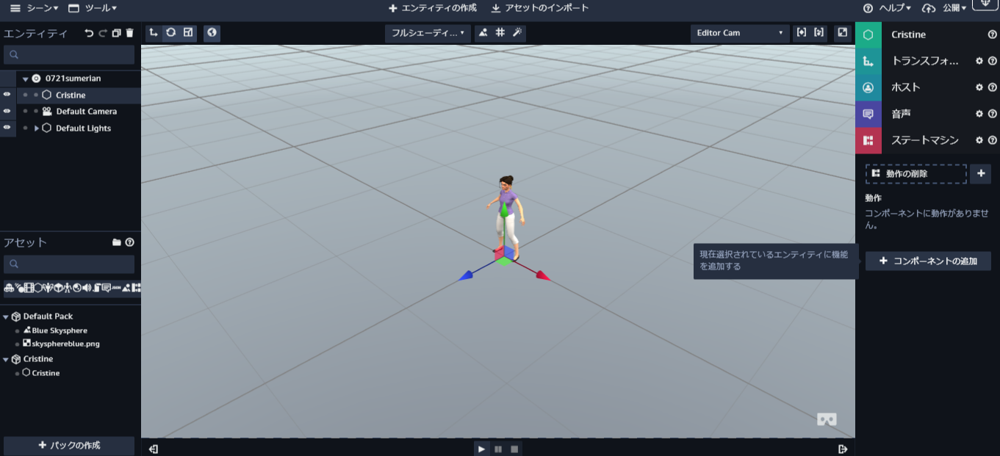 シーン
ツール
エンティティの作成
アセットのインポート
ヘルプ
公開
エンティティ
フルシェーディ...
Editor Cam
0721sumerian
Cristine
Default Camera
Default Lights
アセット
Default Pack
Blue Skysphere
skysphereblue.png
Cristine
Cristine
パックの作成
Cristine
トランスフォ...
ホスト
音声
ステートマシン
動作の削除
動作
コンポーネントに動作がありませ
ん。
現在選択されているエンティティに機能
を追加する
コンポーネントの追加